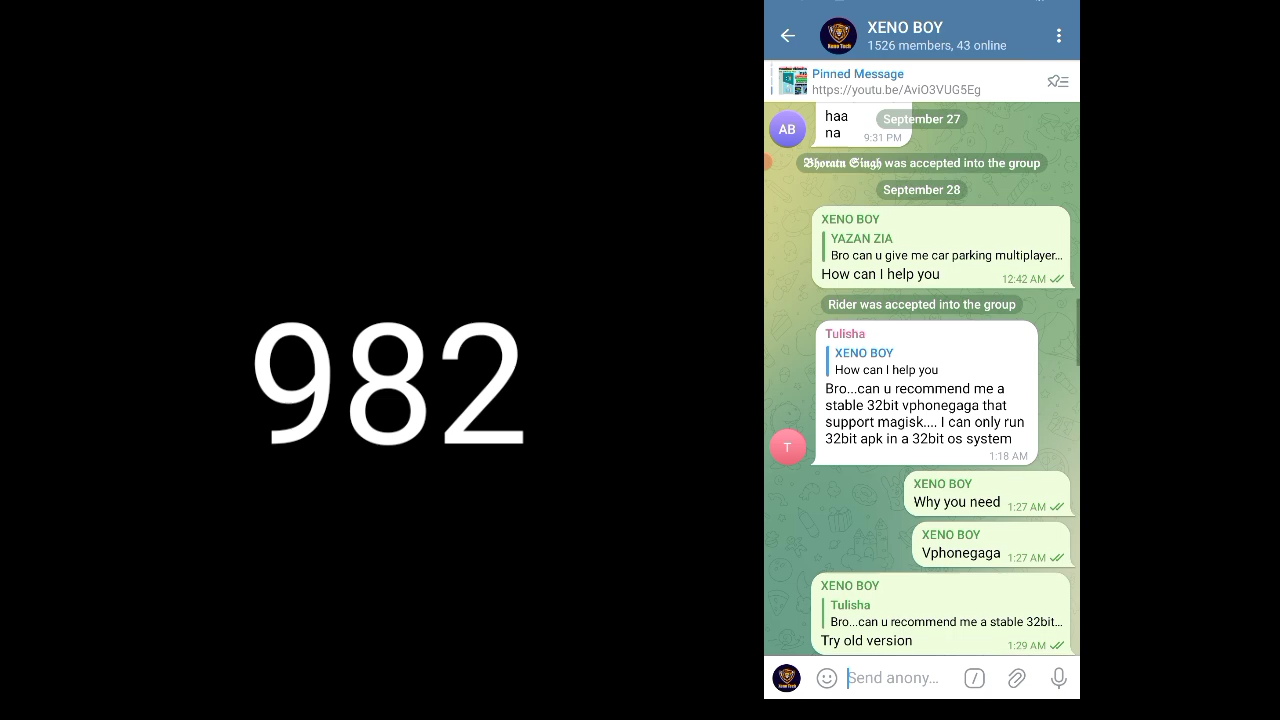 982
XENO BOY
1526 members, 43 online
Pinned Message
https://youtu.be/AviO3VUG5Eg
AB
haa
na
9:31 PM
September 27
𝕭𝖍𝖔𝖗𝖆𝖙𝖚 𝕾𝖎𝖓𝖌𝖍 was accepted into the group
September 28
XENO BOY
YAZAN ZIA
Bro can u give me car parking multiplayer...
How can I help you
12:42 AM
Rider was accepted into the group
Tulisha
XENO BOY
How can I help you
Bro...can u recommend me a
stable 32bit vphonegaga that
support magisk.... I can only run
32bit apk in a 32bit os system
1:18 AM
T
XENO BOY
Why you need 1:27 AM
XENO BOY
Vphonegaga 1:27 AM
XENO BOY
Tulisha
Bro...can u recommend me a stable 32bit...
Try old version
1:29 AM
Xeno Tech
Send anony...